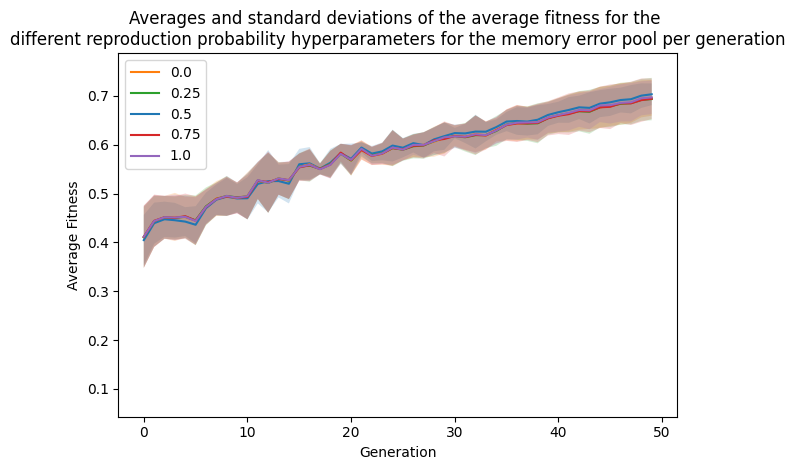 Averages and standard deviations of the average fitness for the
different reproduction probability hyperparameters for the memory error pool per generation
0.0
0.25
0.5
0.75
1.0
0.7
0.6
0.5
0.4
0.3
0.2
0.1
Average Fitness
0 10 20 30 40 50
Generation